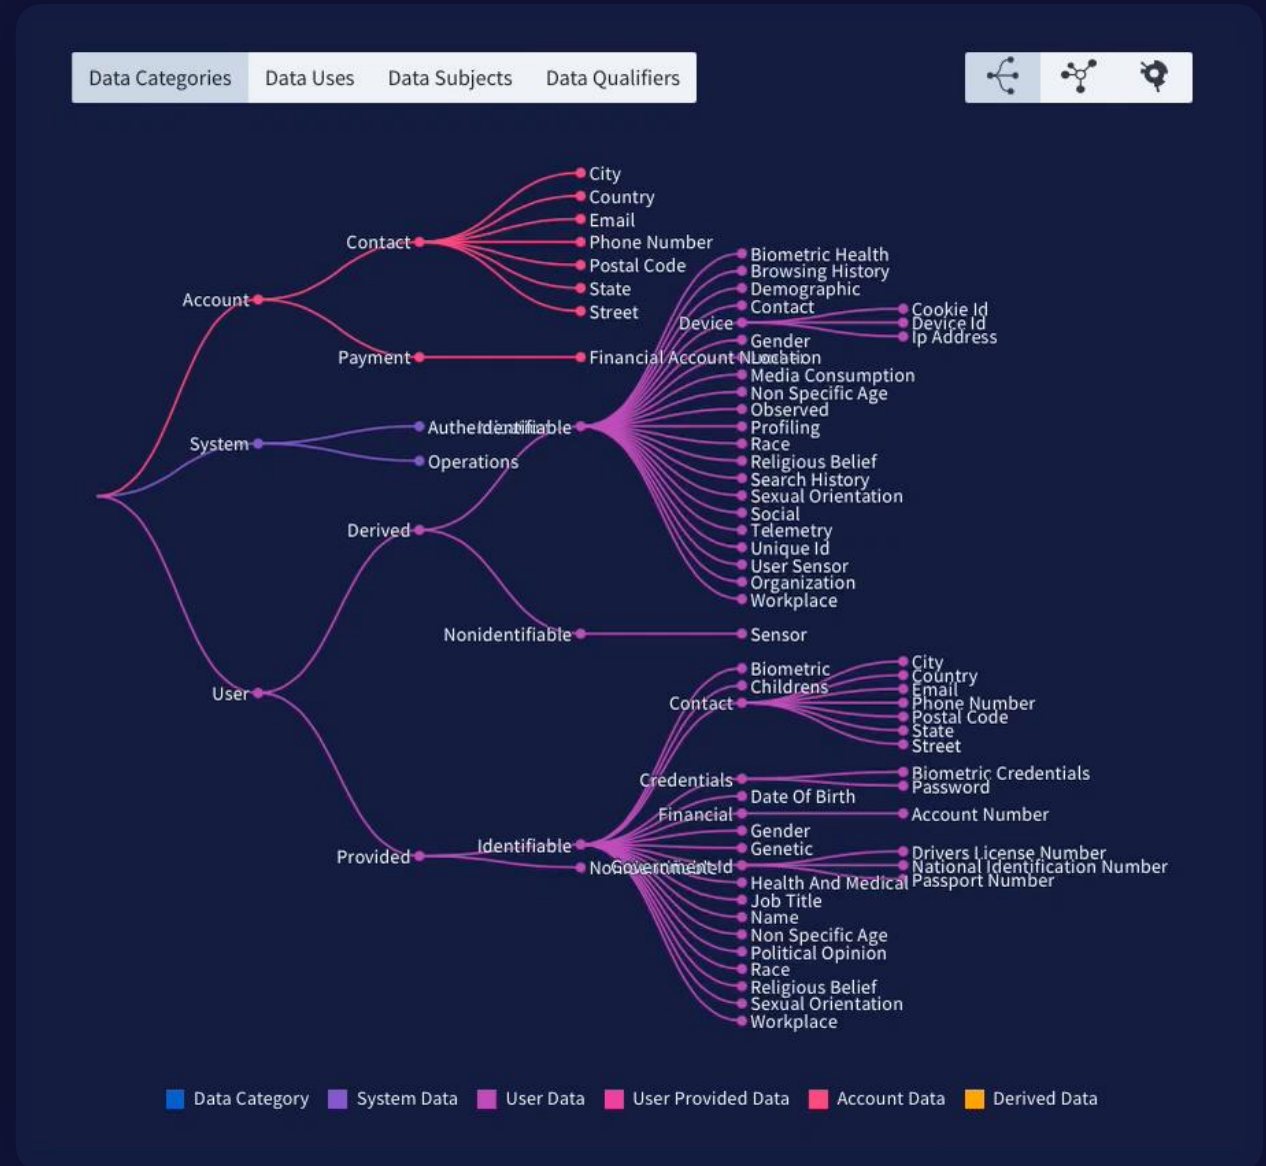 Data Categories Data Uses Data Subjects Data Qualifiers
City
Country
Email
Contact
Phone Number
Postal Code
State
Street
Account
Payment
Financial Account
Biometric Health
Browsing History
Demographic
Contact
Device
Cookie Id
Device Id
Ip Address
Gender
Location
Media Consumption
Non Specific Age
Observed
Identifiable
Profiling
Race
Religious Belief
Search History
Sexual Orientation
Social
Telemetry
Unique Id
User Sensor
Organization
Workplace
System
Operations
Derived
Nonidentifiable
Sensor
User
Biometric
Childrens
Contact
City
Country
Email
Phone Number
Postal Code
State
Street
Credentials
Biometric Credentials
Password
Date Of Birth
Financial
Account Number
Gender
Genetic
Provided
Identifiable
Government Id
Drivers License Number
National Identification Number
Passport Number
Health And Medical
Job Title
Name
Non Specific Age
Political Opinion
Race
Religious Belief
Sexual Orientation
Workplace
Data Category System Data User Data User Provided Data Account Data Derived Data